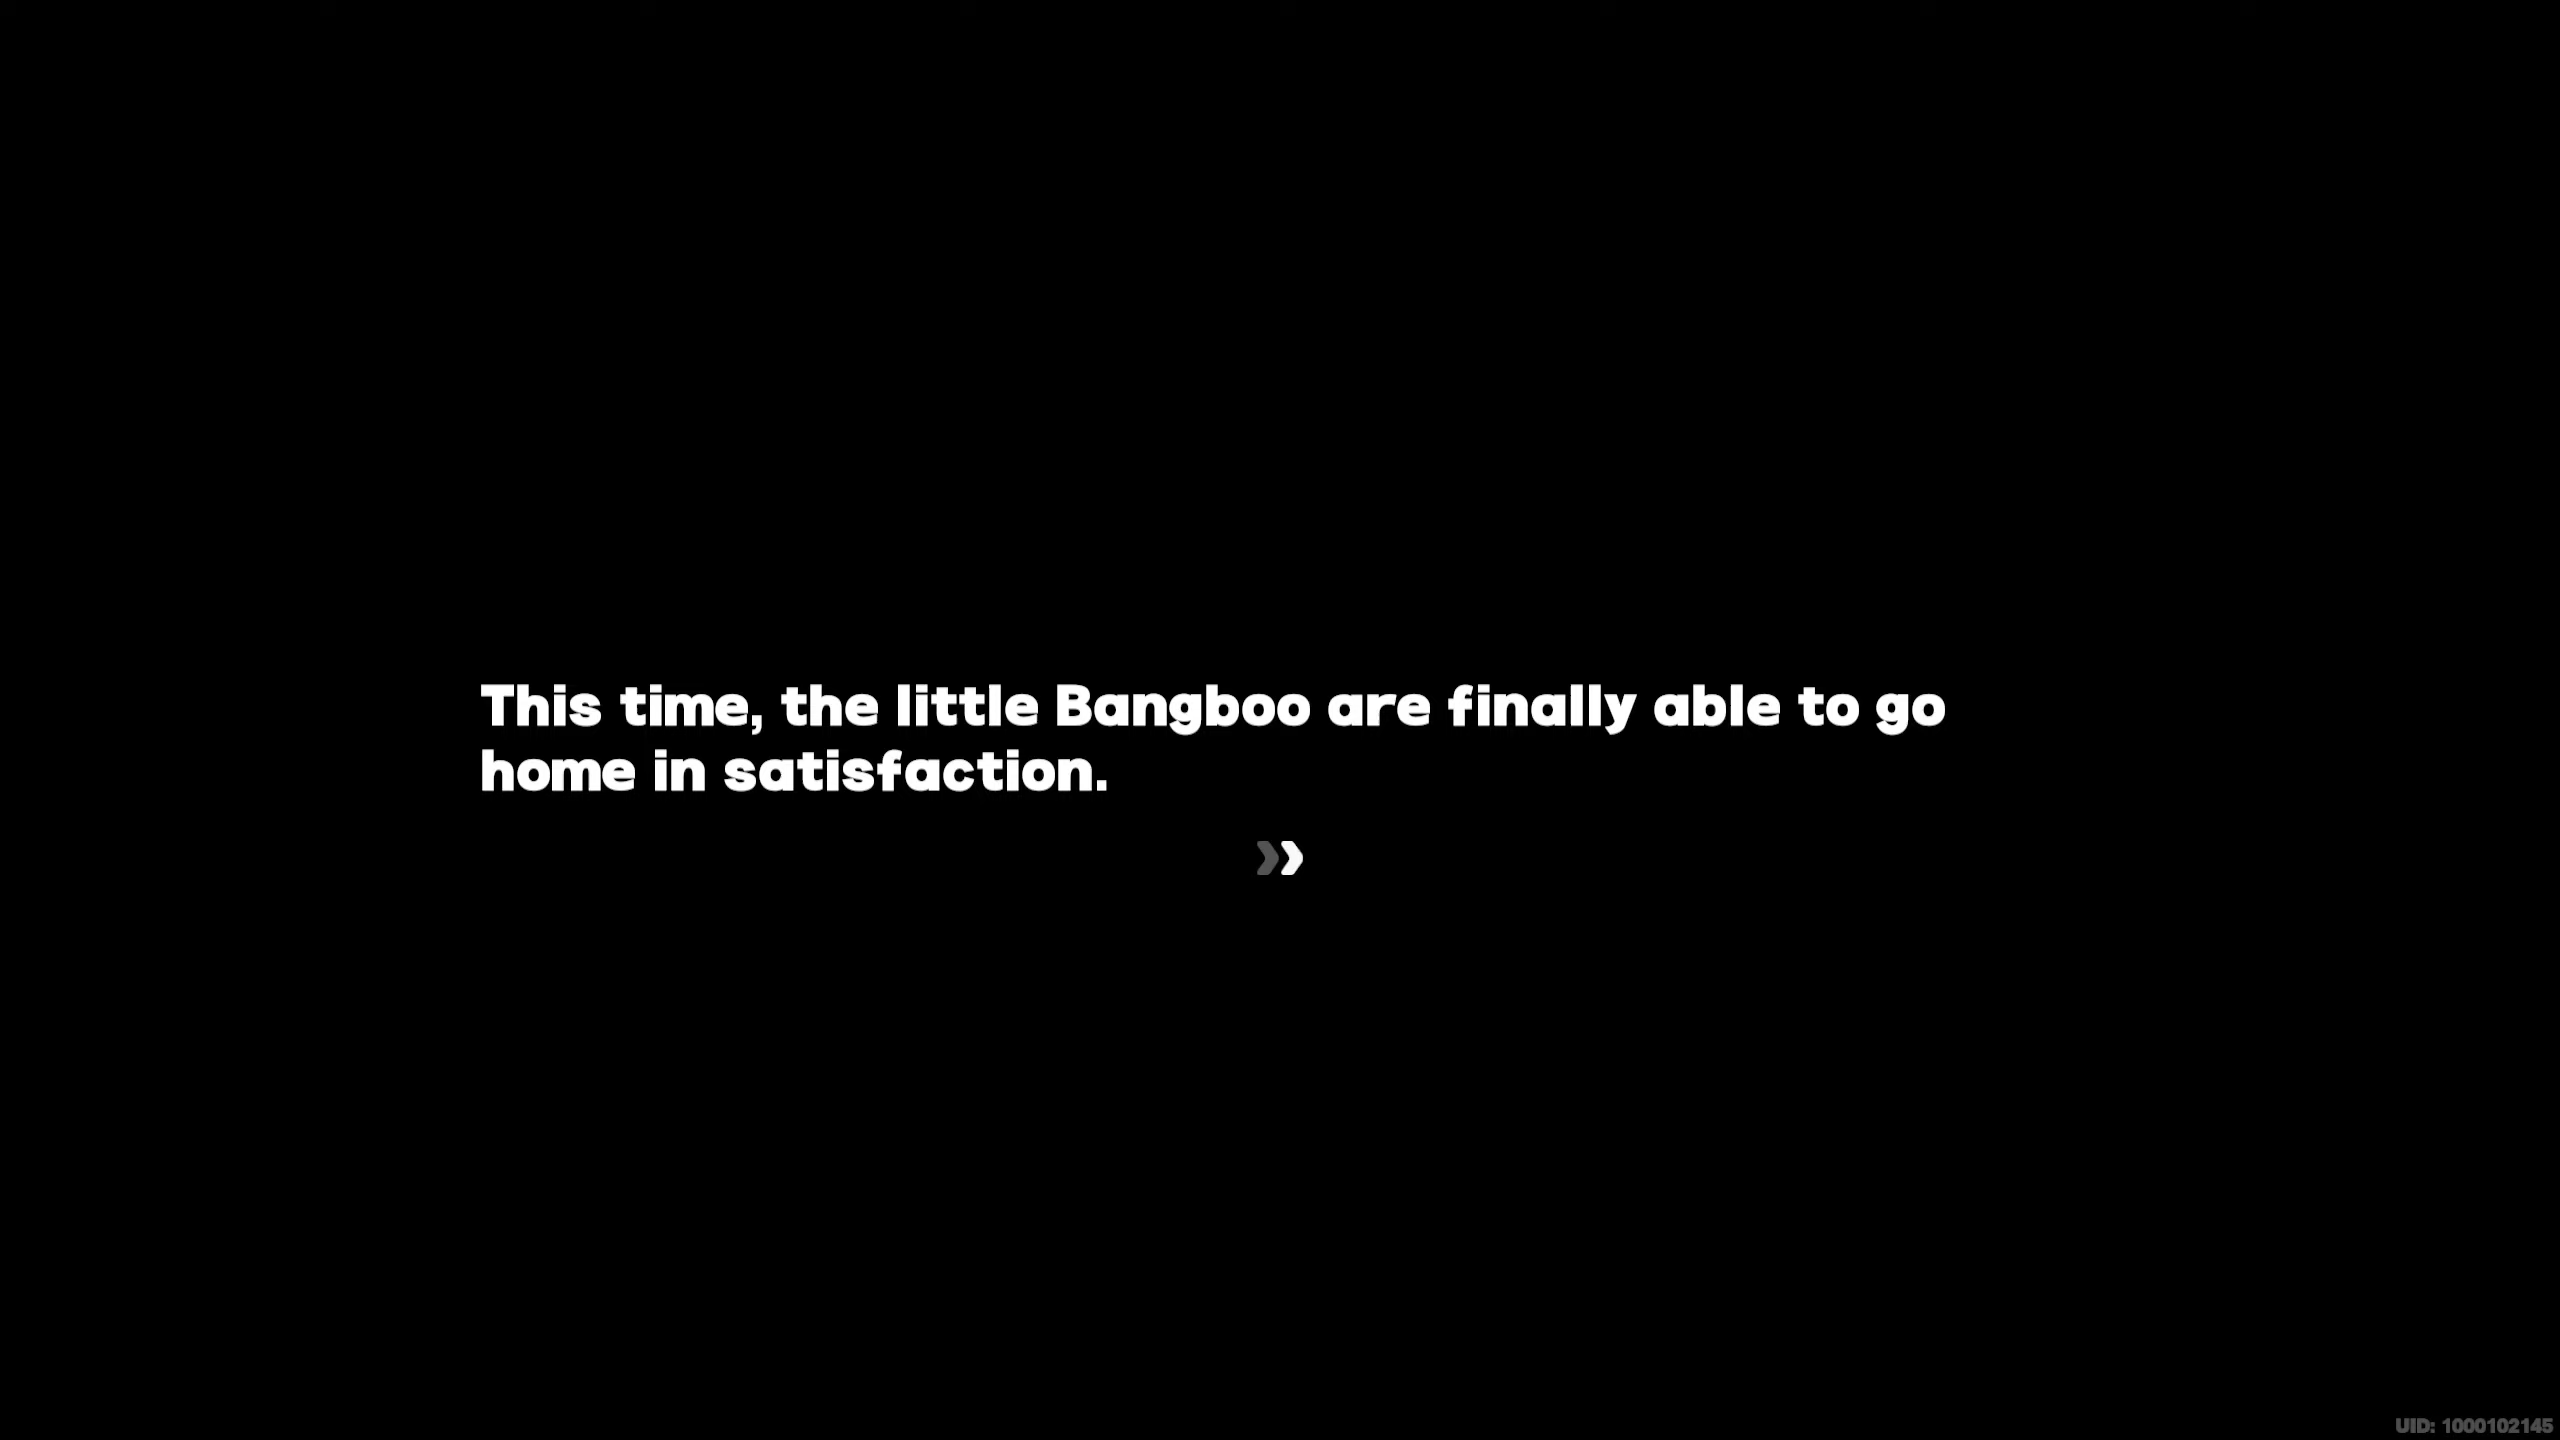 This time, the little Bangboo are finally able to go
home in satisfaction.
UID: 1000102145